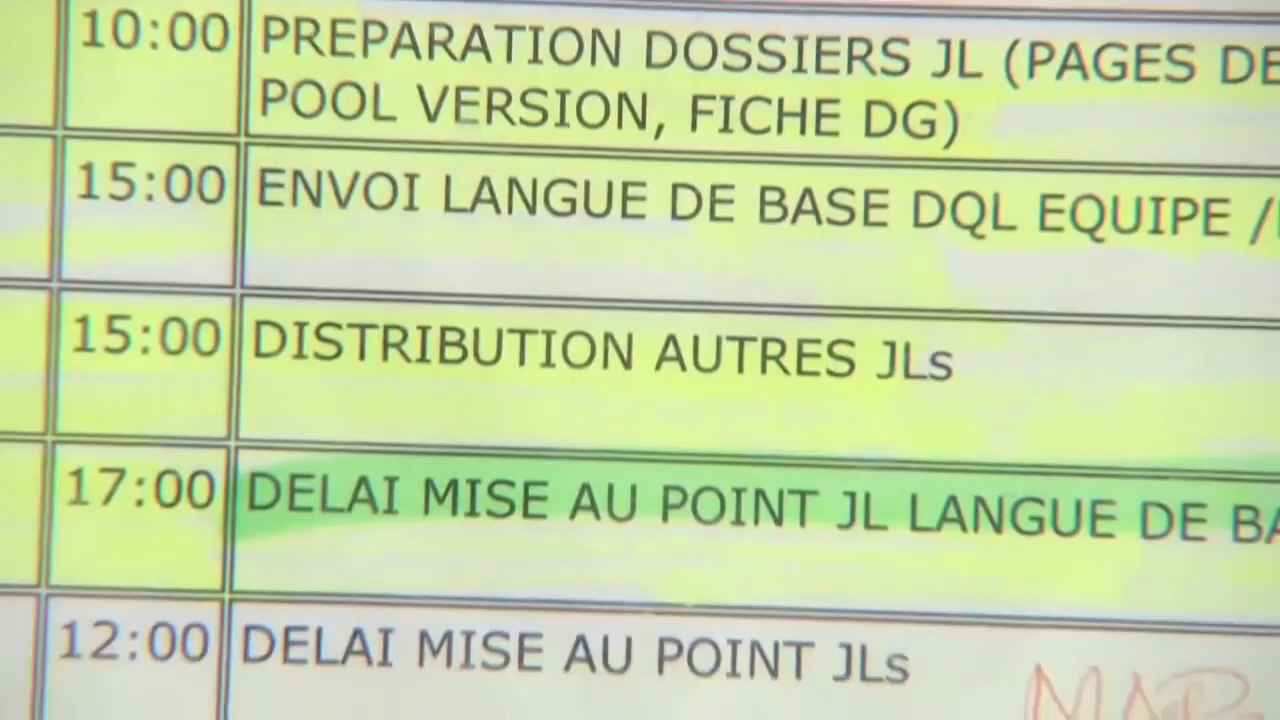 10:00 PREPARATION DOSSIERS JL (PAGES DE
POOL VERSION, FICHE DG)
15:00 ENVOI LANGUE DE BASE DQL EQUIPE /
15:00 DISTRIBUTION AUTRES JLs
17:00 DELAI MISE AU POINT JL LANGUE DE BA
12:00 DELAI MISE AU POINT JLs